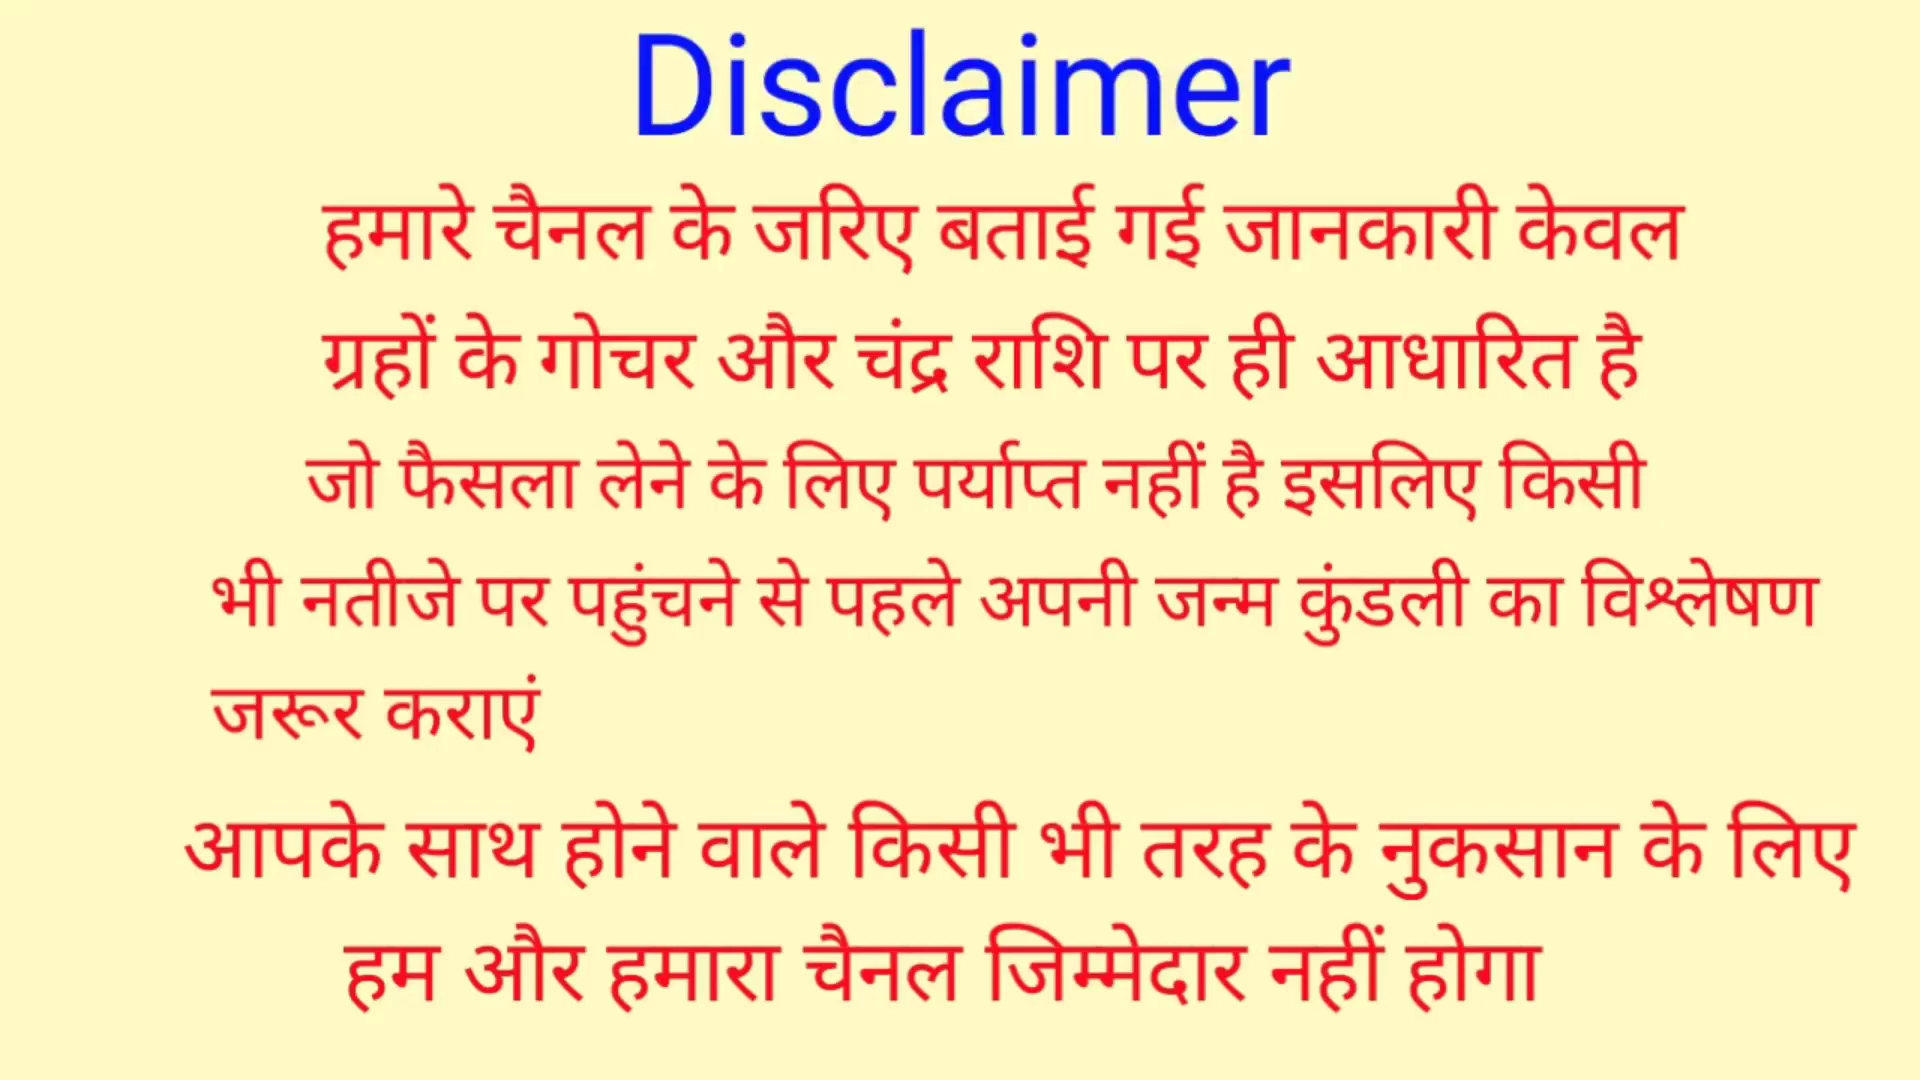 Disclaimer
हमारे चैनल के जरिए बताई गई जानकारी केवल
ग्रहों के गोचर और चंद्र राशि पर ही आधारित है
जो फैसला लेने के लिए पर्याप्त नहीं है इसलिए किसी
भी नतीजे पर पहुंचने से पहले अपनी जन्म कुंडली का विश्लेषण
जरूर कराएं
आपके साथ होने वाले किसी भी तरह के नुकसान के लिए
हम और हमारा चैनल जिम्मेदार नहीं होगा